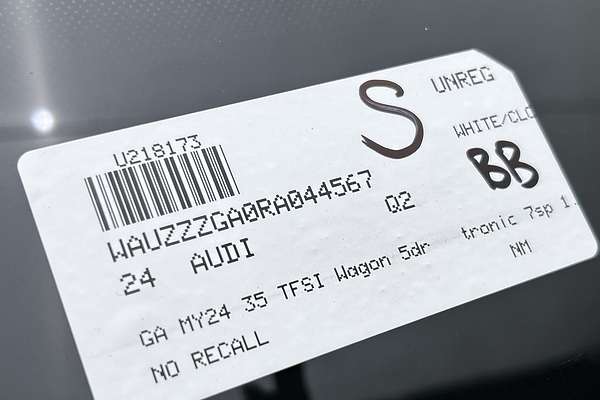 S UNREG
WHITE/CLO
U218173
BB
WAUZZZGA0RA044567
24 AUDI Q2
GA MY24 35 TFSI Wagon 5dr tronic 7sp 1.
NO RECALL NM